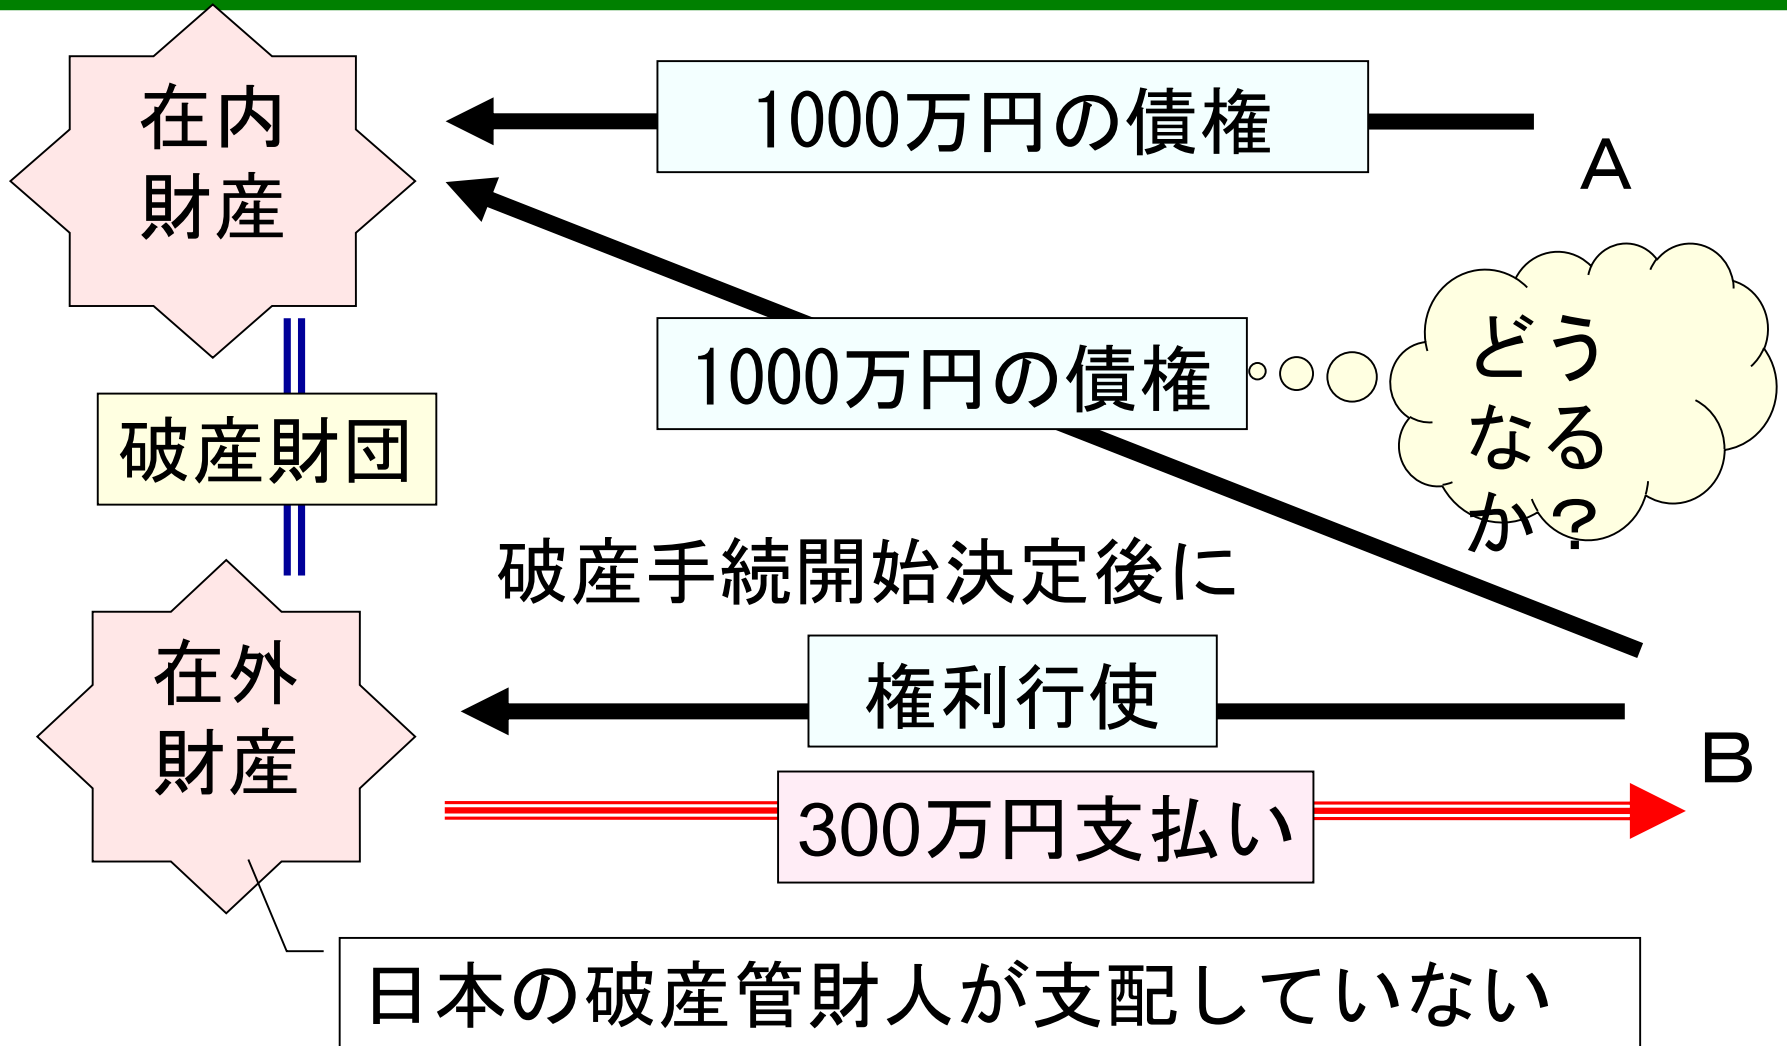 在内
財産
1000万円の債権
A
1000万円の債権
どう
なる
か？
破産財団
破産手続開始決定後に
在外
財産
権利行使
B
300万円支払い
日本の破産管財人が支配していない